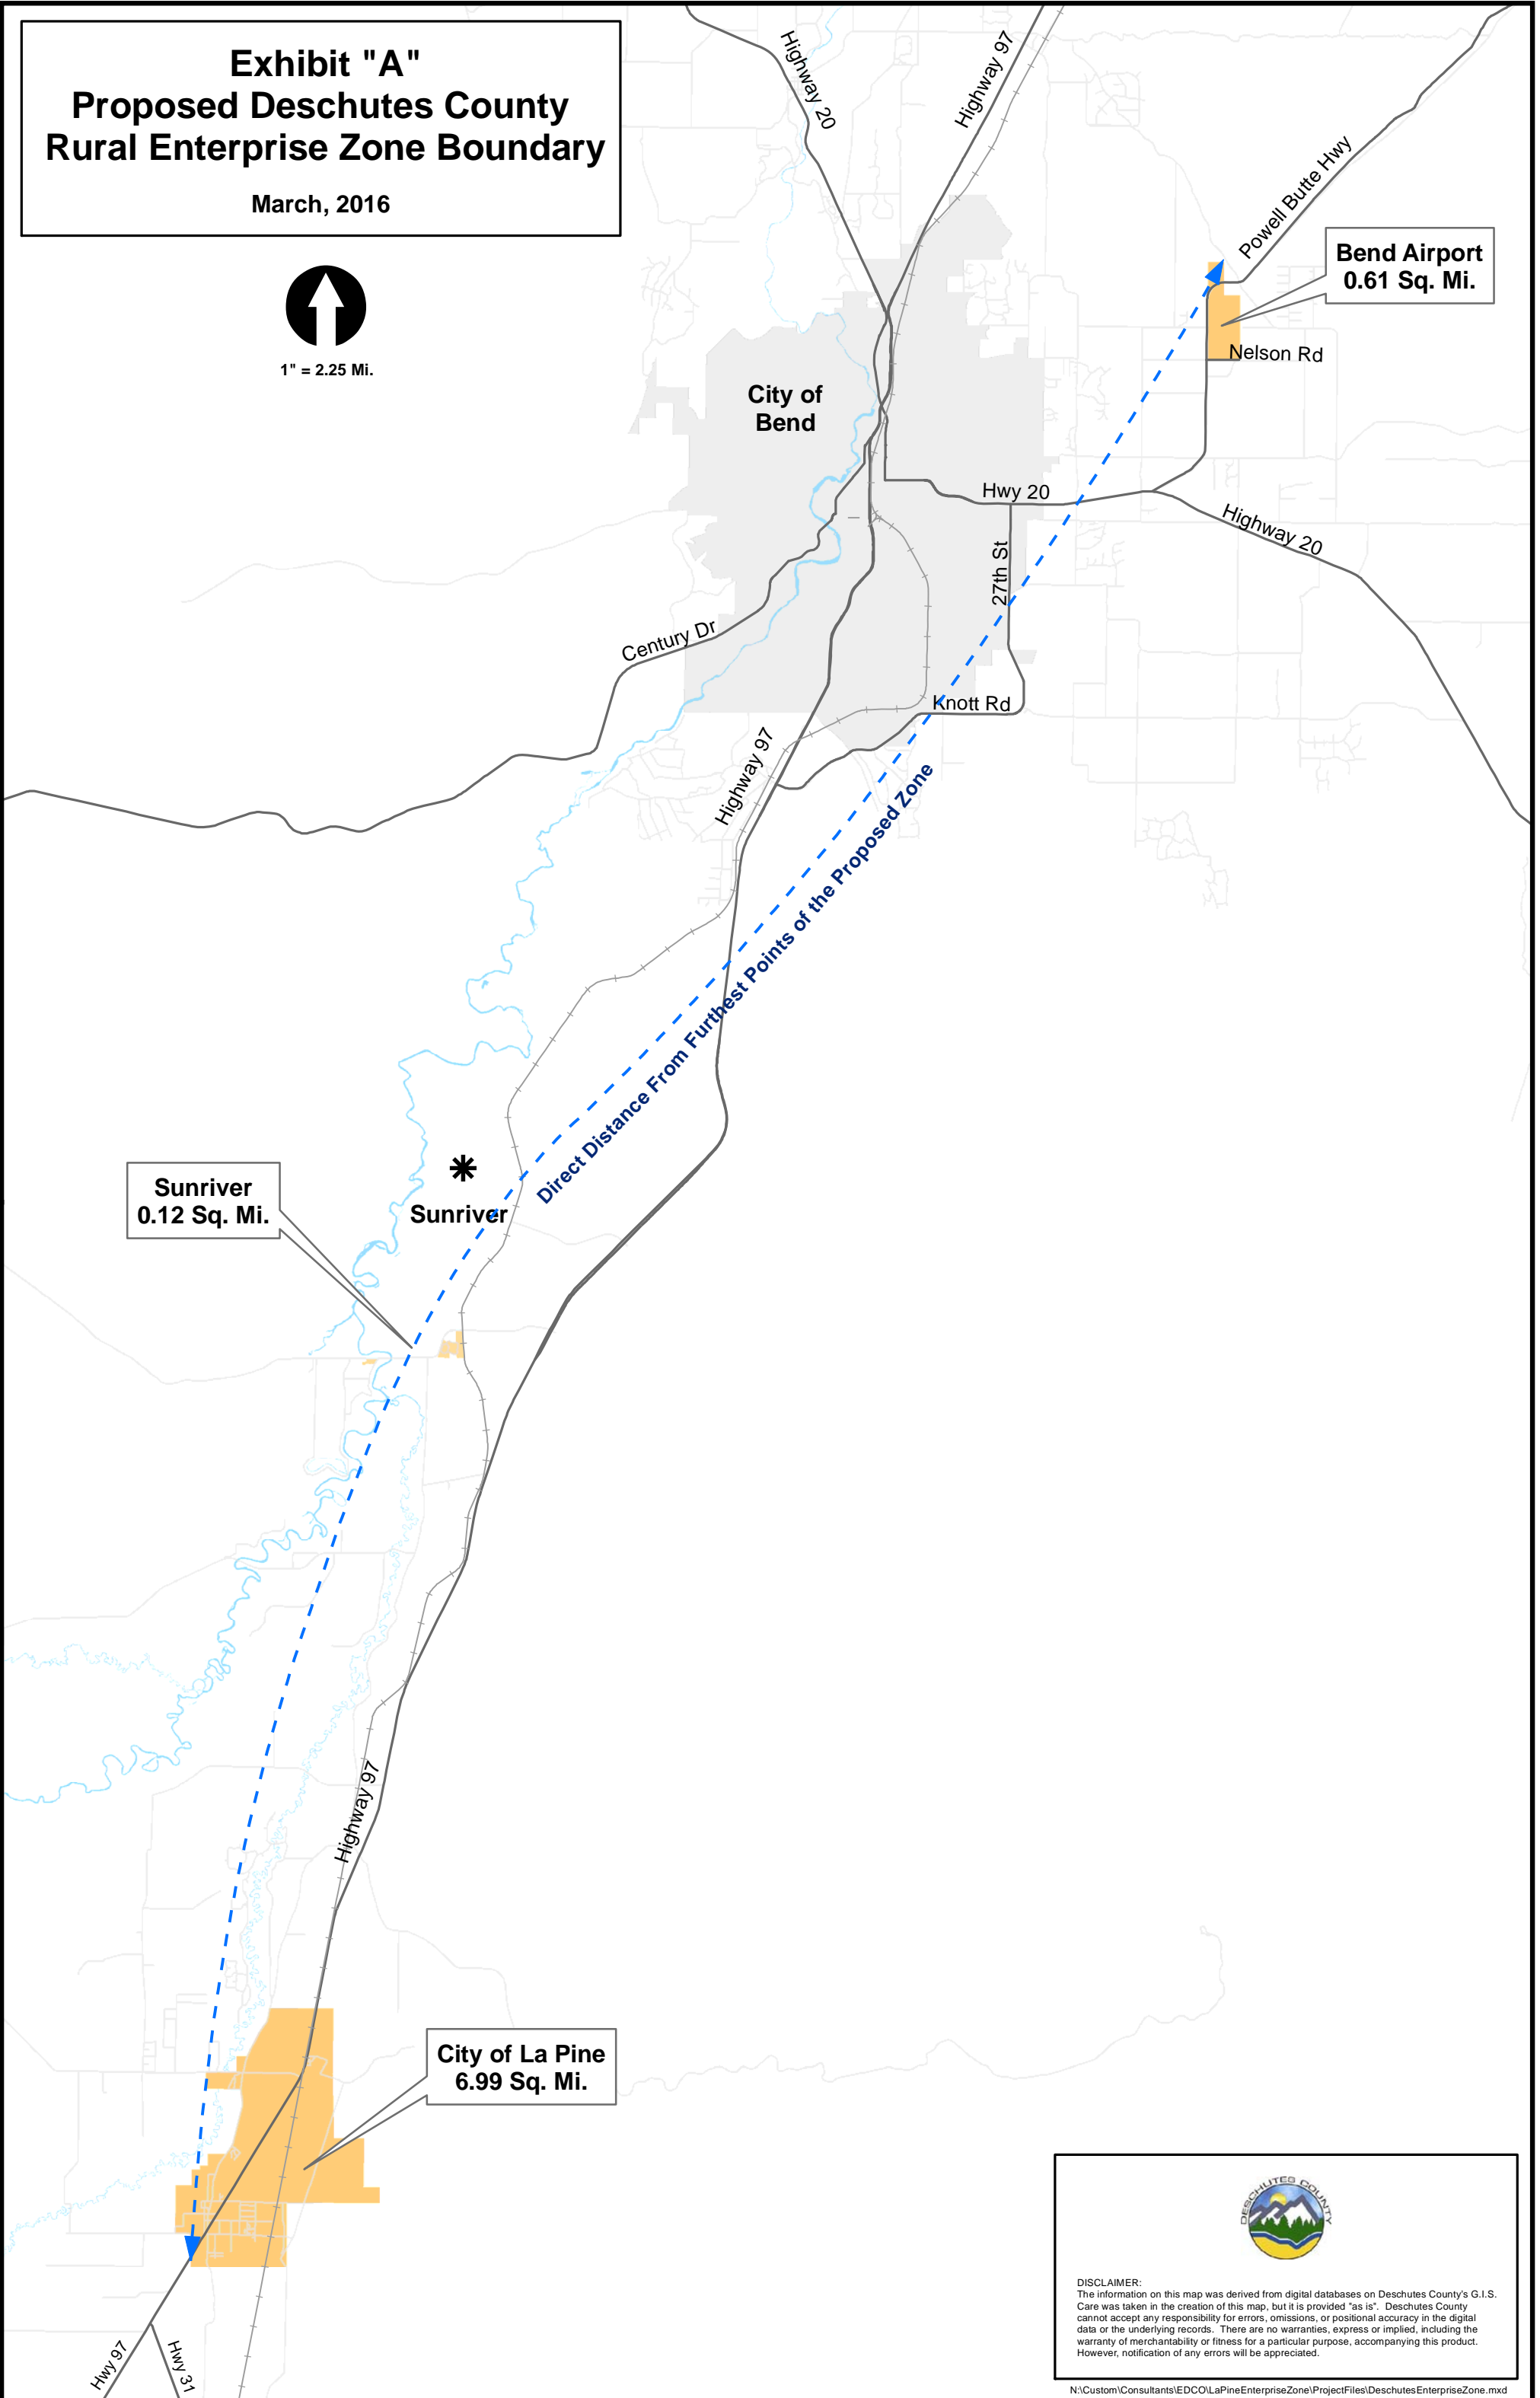 Exhibit "A"
Proposed Deschutes County
Rural Enterprise Zone Boundary
March, 2016
1" = 2.25 Mi.
Highway 20
Highway 97
Powell Butte Hwy
Bend Airport
0.61 Sq. Mi.
Nelson Rd
City of
Bend
Hwy 20
Highway 20
27th St
Century Dr
Knott Rd
Highway 97
Direct Distance From Furthest Points of the Proposed Zone
Sunriver
0.12 Sq. Mi.
Sunriver
Highway 97
City of La Pine
6.99 Sq. Mi.
Hwy 97
Hwy 31
DESCHUTES COUNTY
DISCLAIMER:
The information on this map was derived from digital databases on Deschutes County's G.I.S.
Care was taken in the creation of this map, but it is provided "as is". Deschutes County
cannot accept any responsibility for errors, omissions, or positional accuracy in the digital
data or the underlying records. There are no warranties, express or implied, including the
warranty of merchantability or fitness for a particular purpose, accompanying this product.
However, notification of any errors will be appreciated.
N:\Custom\Consultants\EDCO\LaPineEnterpriseZone\ProjectFiles\DeschutesEnterpriseZone.mxd